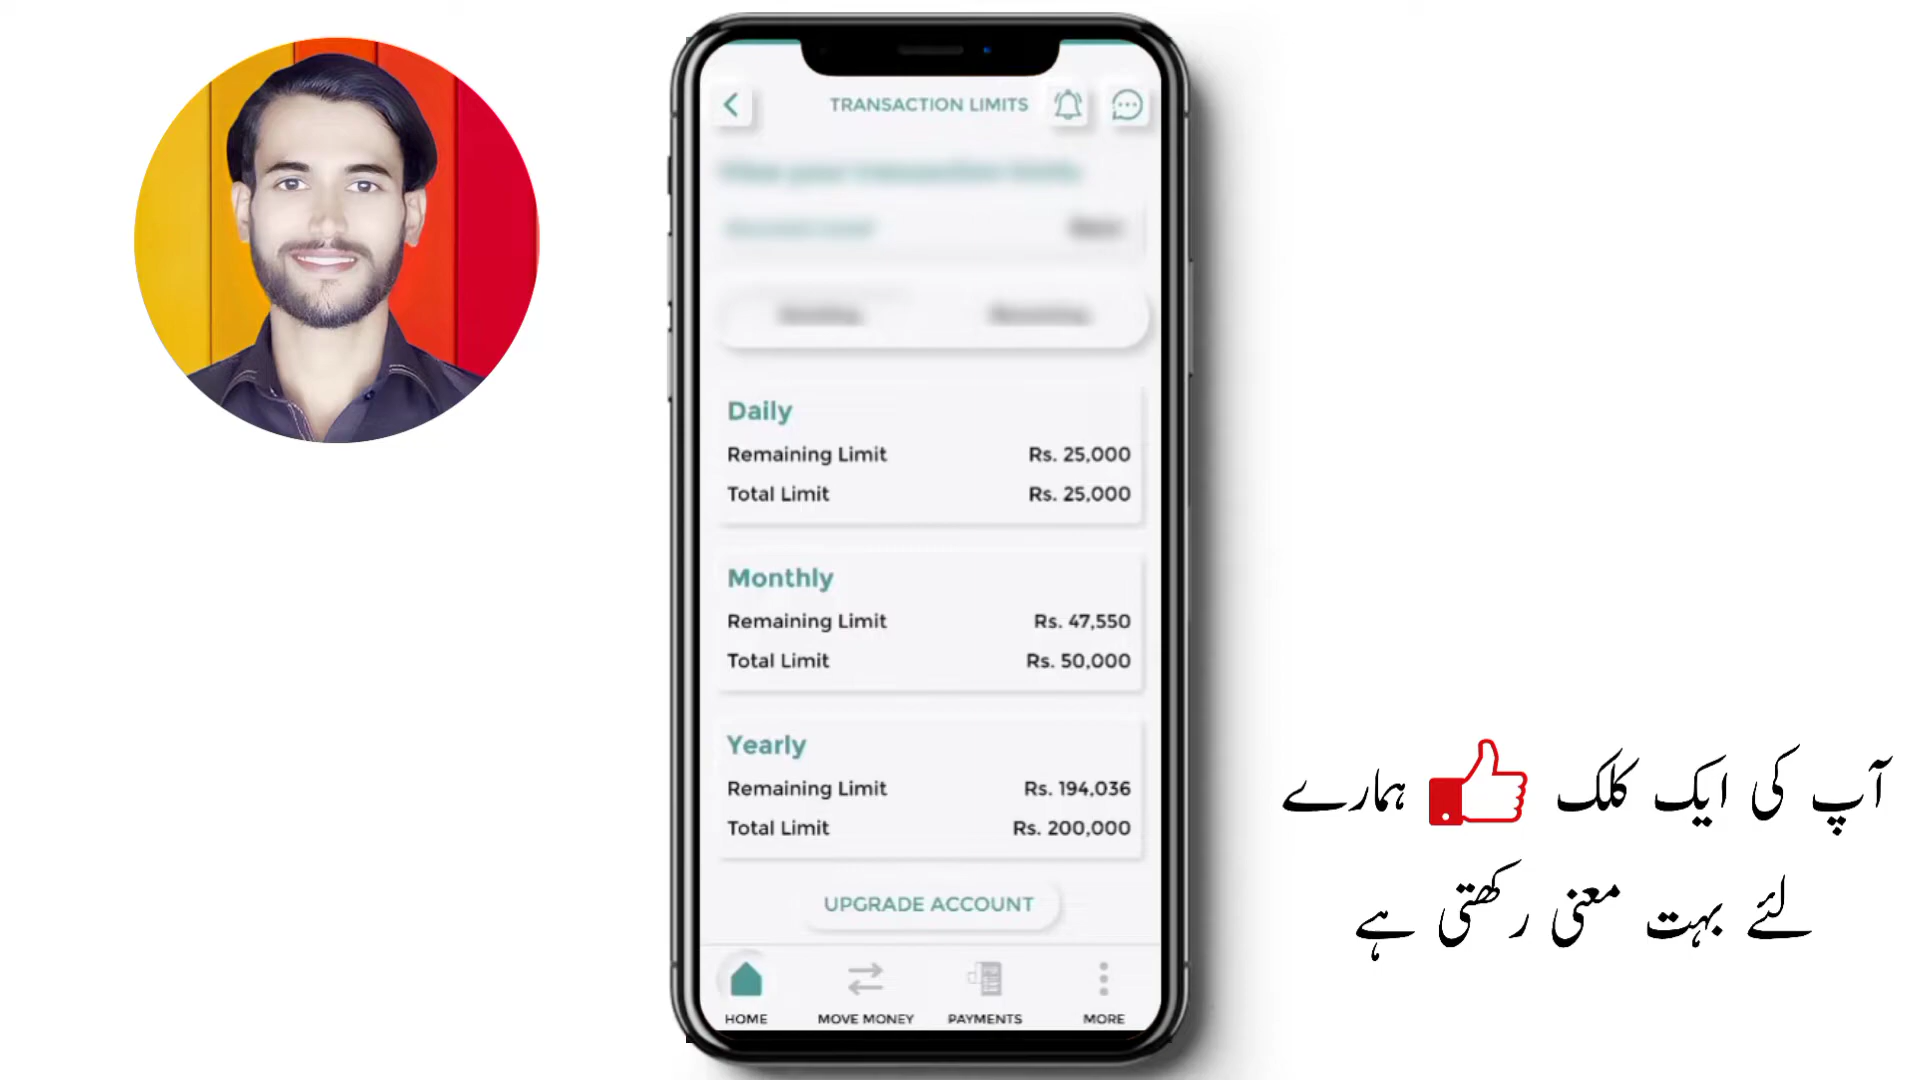 TRANSACTION LIMITS
Daily
Remaining Limit Rs. 25,000
Total Limit Rs. 25,000
Monthly
Remaining Limit Rs. 47,550
Total Limit Rs. 50,000
Yearly
Remaining Limit Rs. 194,036
Total Limit Rs. 200,000
UPGRADE ACCOUNT
HOME MOVE MONEY PAYMENTS MORE
آپ کی ایک کلک ہمارے
لئے بہت معنی رکھتی ہے